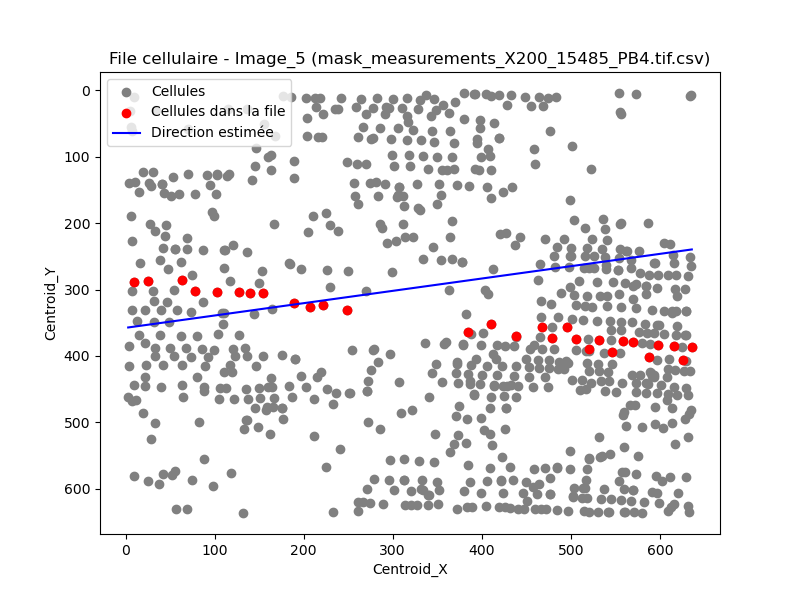 File cellulaire - Image_5 (mask_measurements_X200_15485_PB4.tif.csv)
Cellules
Cellules dans la file
Direction estimée
Centroid_Y
0
100
200
300
400
500
600
0 100 200 300 400 500 600
Centroid_X